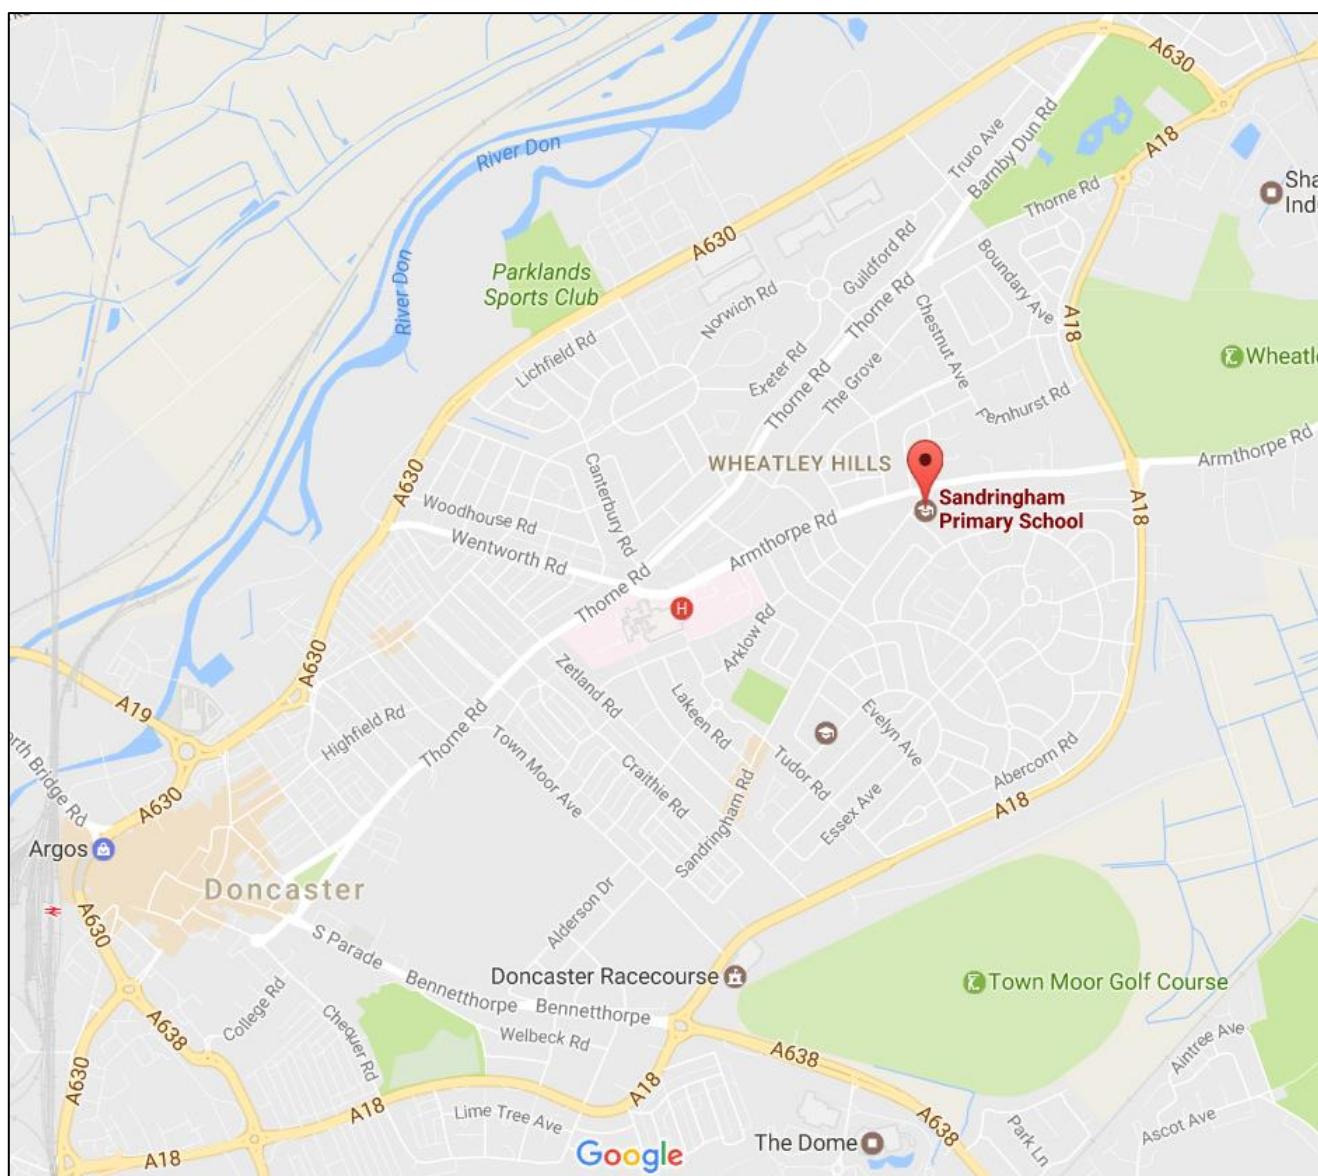 A630
River Don
Truro Ave
Barnby Dun Rd
A18
Thorne Rd
Sha
Indu
A630
Guildford Rd
Boundary Ave
Parklands
Sports Club
River Don
Norwich Rd
Thorne Rd
Chestnut Ave
A18
Lichfield Rd
Exeter Rd
The Grove
Wheatle
Thorne Rd
Fernhurst Rd
Armthorpe Rd
WHEATLEY HILLS
A630
Canterbury Rd
Woodhouse Rd
Wentworth Rd
Sandringham
Primary School
A18
Armthorpe Rd
Thorne Rd
H
Arklow Rd
A630
Zetland Rd
A19
Highfield Rd
Thorne Rd
Lakeen Rd
Evelyn Ave
orth Bridge Rd
Town Moor Ave
Craithie Rd
Tudor Rd
Abercorn Rd
A630
Sandringham Rd
Essex Ave
A18
Argos
Doncaster
A630
S Parade
Alderson Dr
Doncaster Racecourse
Town Moor Golf Course
College Rd
Bennetthorpe
Bennetthorpe
Chequer Rd
Welbeck Rd
A638
A638
Aintree Ave
A630
A18
Lime Tree Ave
A18
A638
Park Ln
Ascot Ave
A18
Google
The Dome